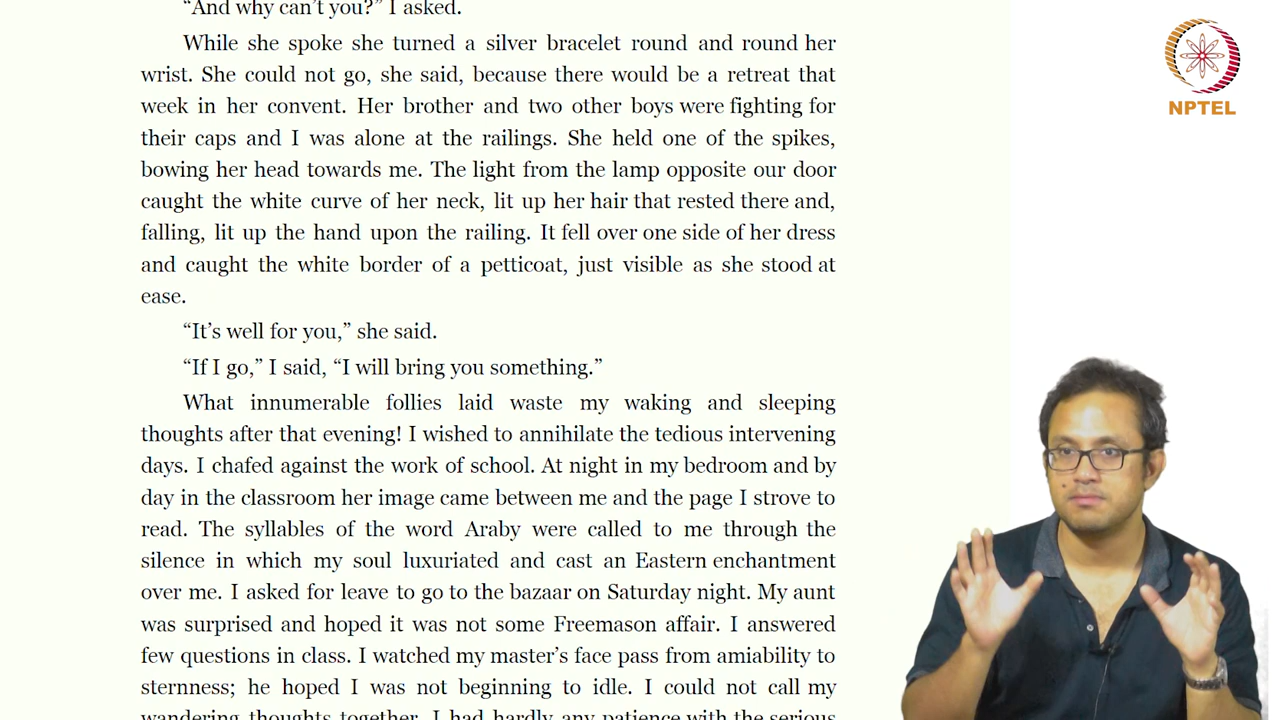 “And why can’t you?” I asked.
While she spoke she turned a silver bracelet round and round her
wrist. She could not go, she said, because there would be a retreat that
week in her convent. Her brother and two other boys were fighting for
their caps and I was alone at the railings. She held one of the spikes,
bowing her head towards me. The light from the lamp opposite our door
caught the white curve of her neck, lit up her hair that rested there and,
falling, lit up the hand upon the railing. It fell over one side of her dress
and caught the white border of a petticoat, just visible as she stood at
ease.
“It’s well for you,” she said.
“If I go,” I said, “I will bring you something.”
What innumerable follies laid waste my waking and sleeping
thoughts after that evening! I wished to annihilate the tedious intervening
days. I chafed against the work of school. At night in my bedroom and by
day in the classroom her image came between me and the page I strove to
read. The syllables of the word Araby were called to me through the
silence in which my soul luxuriated and cast an Eastern enchantment
over me. I asked for leave to go to the bazaar on Saturday night. My aunt
was surprised and hoped it was not some Freemason affair. I answered
few questions in class. I watched my master’s face pass from amiability to
sternness; he hoped I was not beginning to idle. I could not call my
wandering thoughts together. I had hardly any patience with the serious
NPTEL